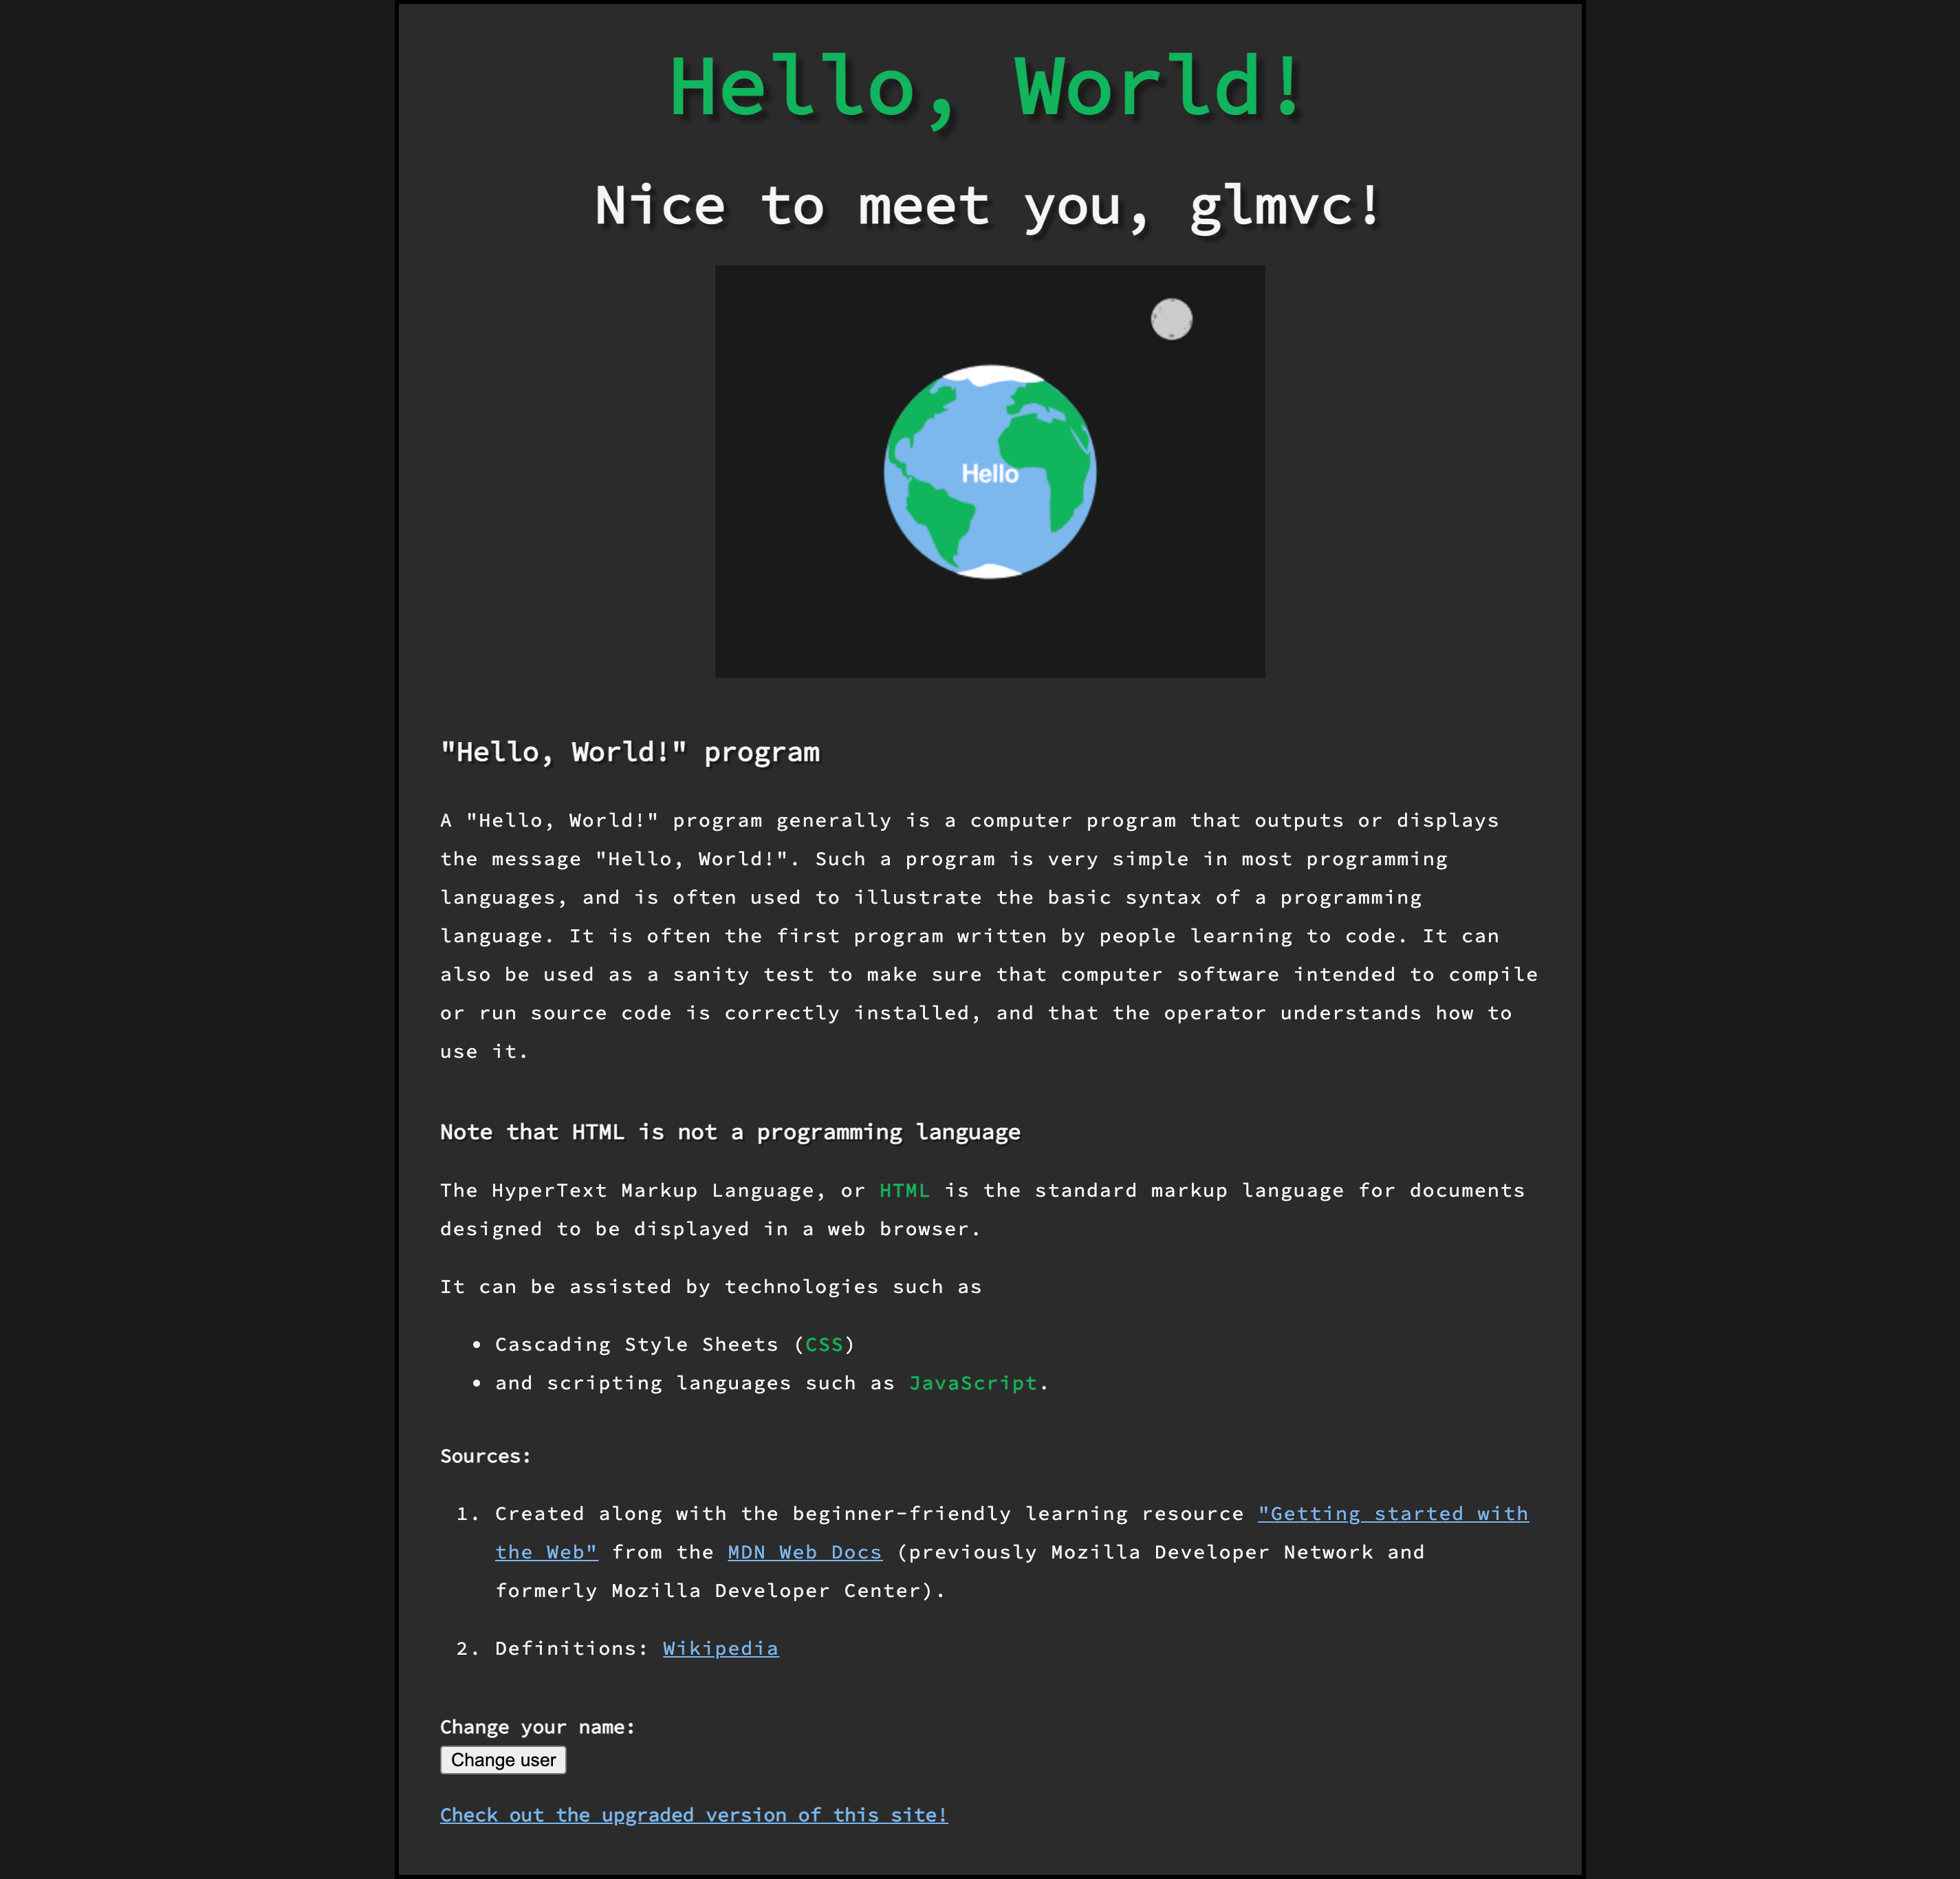 Hello, World!
Nice to meet you, glmvc!
Hello
"Hello, World!" program
A "Hello, World!" program generally is a computer program that outputs or displays
the message "Hello, World!". Such a program is very simple in most programming
languages, and is often used to illustrate the basic syntax of a programming
language. It is often the first program written by people learning to code. It can
also be used as a sanity test to make sure that computer software intended to compile
or run source code is correctly installed, and that the operator understands how to
use it.
Note that HTML is not a programming language
The HyperText Markup Language, or HTML is the standard markup language for documents
designed to be displayed in a web browser.
It can be assisted by technologies such as
• Cascading Style Sheets (CSS)
• and scripting languages such as JavaScript.
Sources:
1. Created along with the beginner-friendly learning resource "Getting started with
the Web" from the MDN Web Docs (previously Mozilla Developer Network and
formerly Mozilla Developer Center).
2. Definitions: Wikipedia
Change your name:
Change user
Check out the upgraded version of this site!